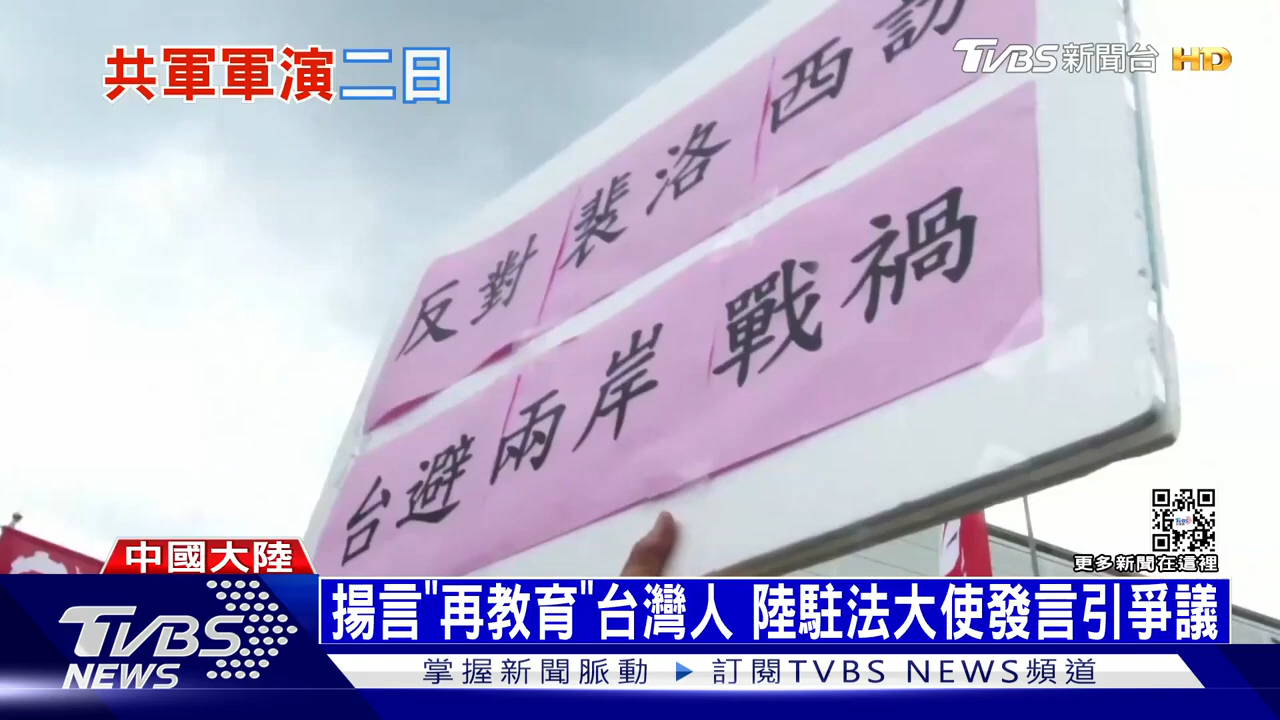 共軍軍演二日
TVBS新聞台 HD
反對裴洛西訪
台避兩岸戰禍
更多新聞在這裡
中國大陸
揚言"再教育"台灣人 陸駐法大使發言引爭議
TVBS
NEWS
掌握新聞脈動 ▶ 訂閱TVBS NEWS頻道